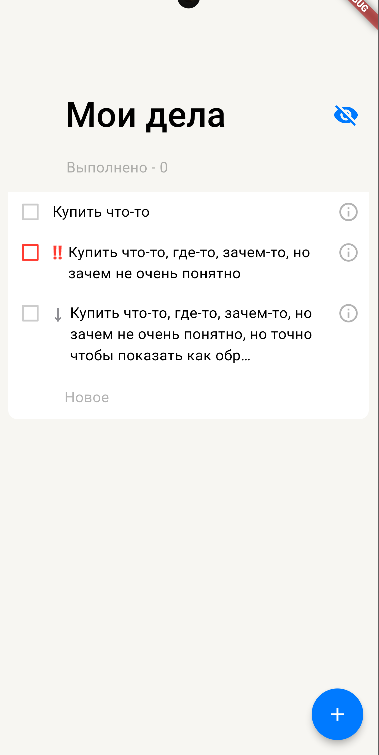 Мои дела
Выполнено - 0
Купить что-то
‼ Купить что-то, где-то, зачем-то, но
зачем не очень понятно
↓ Купить что-то, где-то, зачем-то, но
зачем не очень понятно, но точно
чтобы показать как обр...
Новое